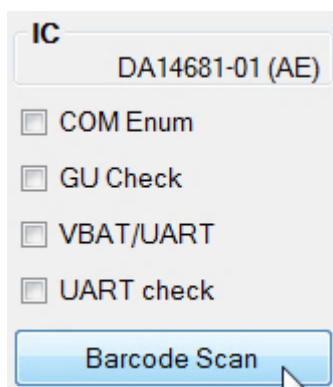 IC
DA14681-01 (AE)
COM Enum
GU Check
VBAT/UART
UART check
Barcode Scan